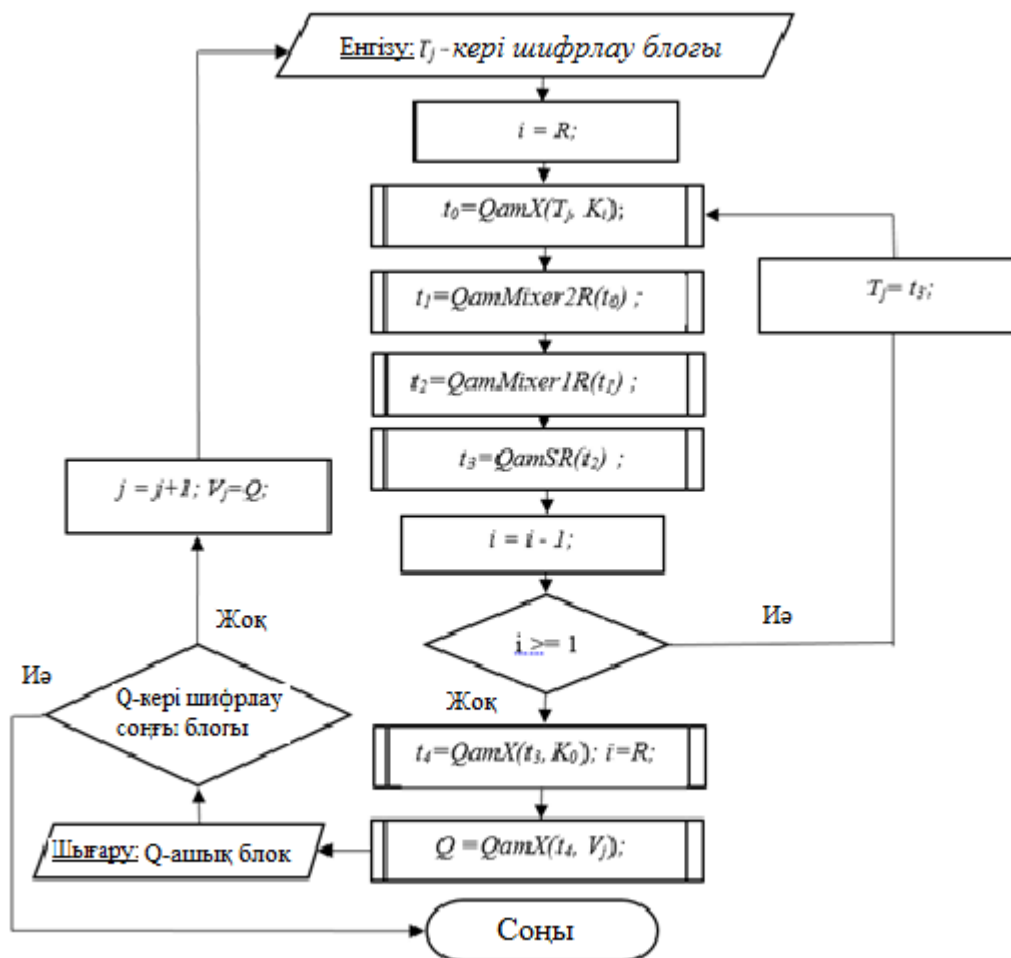 Енгізу: Tj - кері шифрлау блогы
i = R;
t0=QamX(Tj, Ki);
t1=QamMixer2R(t0) ;
Tj= t3;
t2=QamMixer1R(t1) ;
t3=QamSR(t2) ;
j = j+1; Vj=Q;
i = i - 1;
Жоқ
Иә
i >= 1
Иә
Q-кері шифрлау
соңғы блогы
Жоқ
t4=QamX(t3, K0); i=R;
Шығару: Q-ашық блок
Q =QamX(t4, Vj);
Соңы